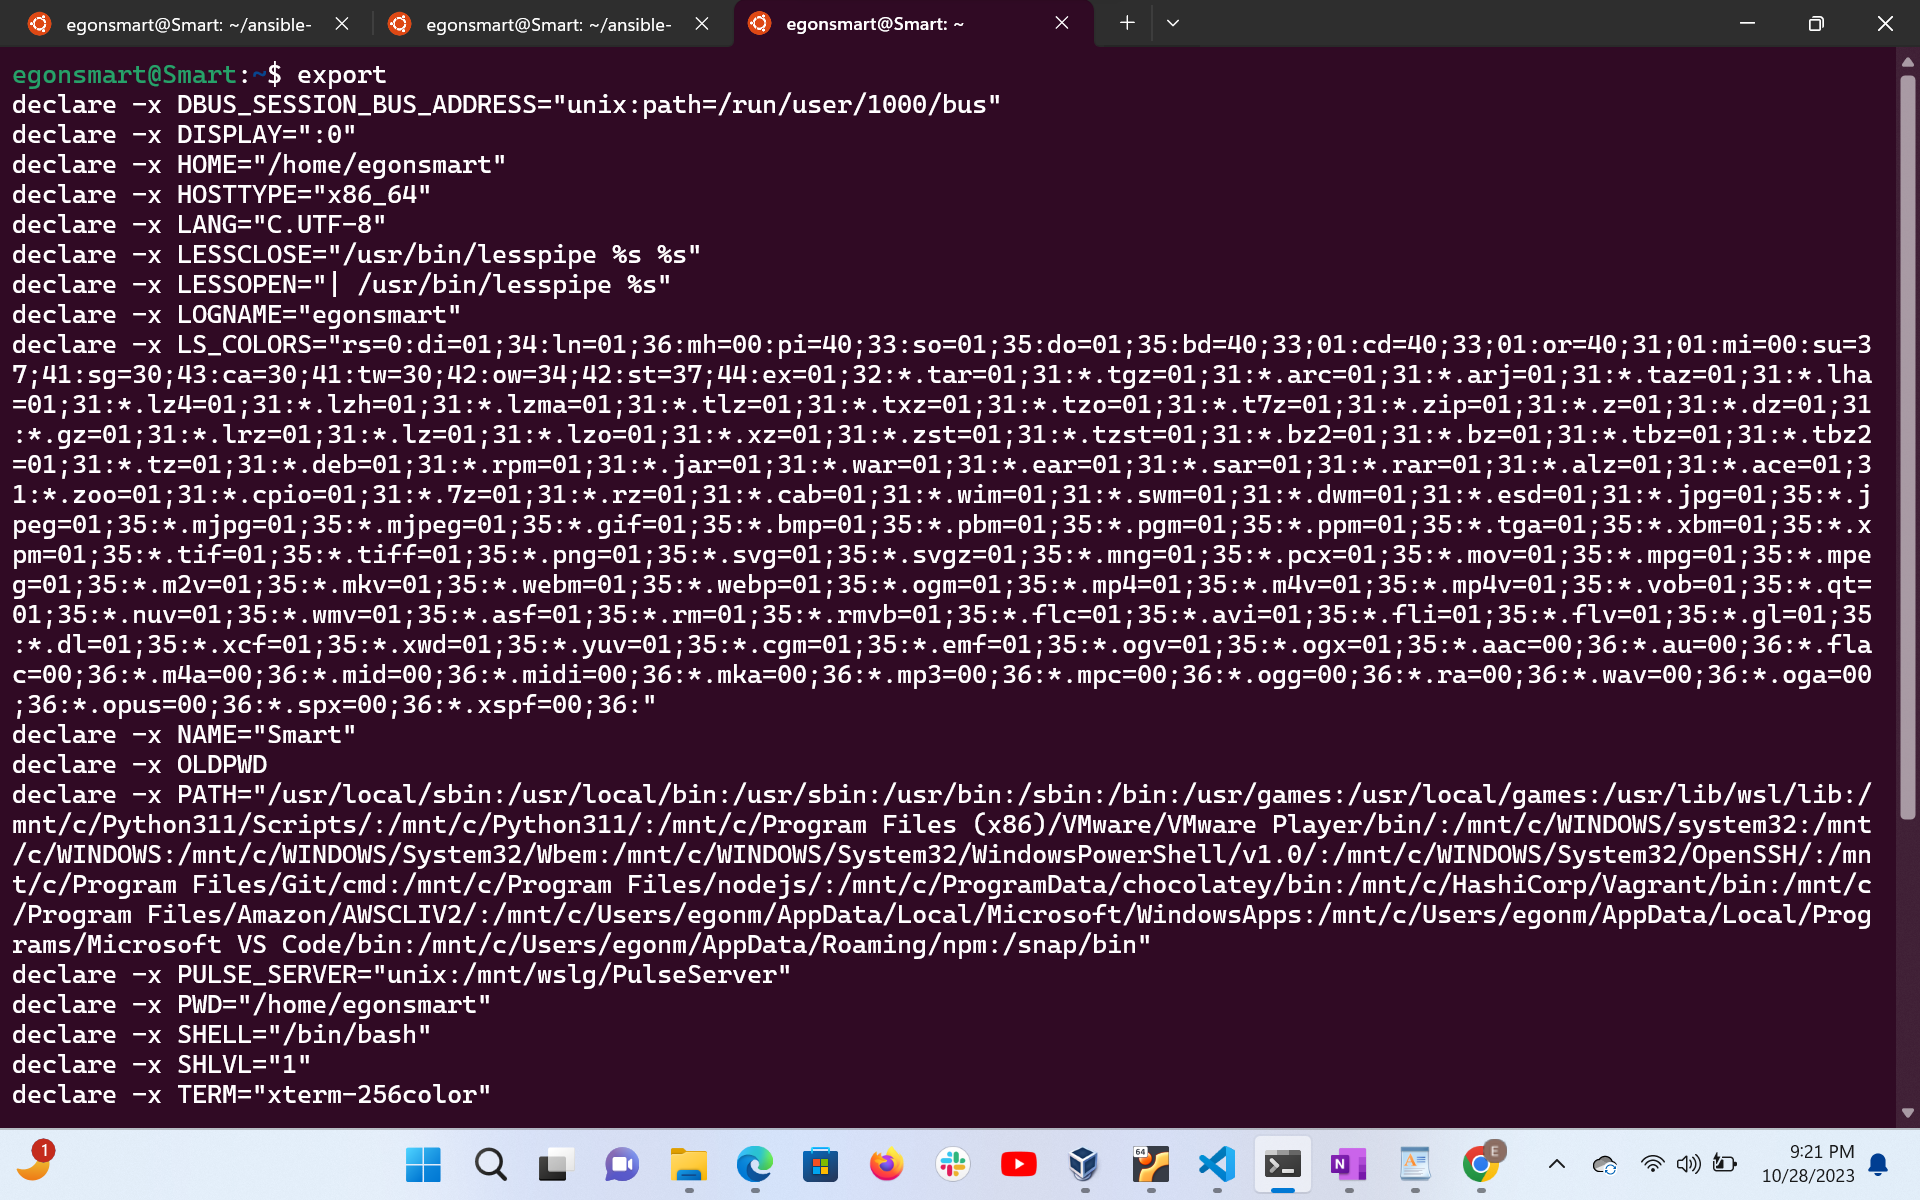 egonsmart@Smart: ~/ansible-
egonsmart@Smart: ~/ansible-
egonsmart@Smart: ~
egonsmart@Smart:~$ export
declare -x DBUS_SESSION_BUS_ADDRESS="unix:path=/run/user/1000/bus"
declare -x DISPLAY=":0"
declare -x HOME="/home/egonsmart"
declare -x HOSTTYPE="x86_64"
declare -x LANG="C.UTF-8"
declare -x LESSCLOSE="/usr/bin/lesspipe %s %s"
declare -x LESSOPEN="| /usr/bin/lesspipe %s"
declare -x LOGNAME="egonsmart"
declare -x LS_COLORS="rs=0:di=01;34:ln=01;36:mh=00:pi=40;33:so=01;35:do=01;35:bd=40;33;01:cd=40;33;01:or=40;31;01:mi=00:su=3
7;41:sg=30;43:ca=30;41:tw=30;42:ow=34;42:st=37;44:ex=01;32:*.tar=01;31:*.tgz=01;31:*.arc=01;31:*.arj=01;31:*.taz=01;31:*.lha
=01;31:*.lz4=01;31:*.lzh=01;31:*.lzma=01;31:*.tlz=01;31:*.txz=01;31:*.tzo=01;31:*.t7z=01;31:*.zip=01;31:*.z=01;31:*.dz=01;31
:*.gz=01;31:*.lrz=01;31:*.lz=01;31:*.lzo=01;31:*.xz=01;31:*.zst=01;31:*.tzst=01;31:*.bz2=01;31:*.bz=01;31:*.tbz=01;31:*.tbz2
=01;31:*.tz=01;31:*.deb=01;31:*.rpm=01;31:*.jar=01;31:*.war=01;31:*.ear=01;31:*.sar=01;31:*.rar=01;31:*.alz=01;31:*.ace=01;3
1:*.zoo=01;31:*.cpio=01;31:*.7z=01;31:*.rz=01;31:*.cab=01;31:*.wim=01;31:*.swm=01;31:*.dwm=01;31:*.esd=01;31:*.jpg=01;35:*.j
peg=01;35:*.mjpg=01;35:*.mjpeg=01;35:*.gif=01;35:*.bmp=01;35:*.pbm=01;35:*.pgm=01;35:*.ppm=01;35:*.tga=01;35:*.xbm=01;35:*.x
pm=01;35:*.tif=01;35:*.tiff=01;35:*.png=01;35:*.svg=01;35:*.svgz=01;35:*.mng=01;35:*.pcx=01;35:*.mov=01;35:*.mpg=01;35:*.mpe
g=01;35:*.m2v=01;35:*.mkv=01;35:*.webm=01;35:*.webp=01;35:*.ogm=01;35:*.mp4=01;35:*.m4v=01;35:*.mp4v=01;35:*.vob=01;35:*.qt=
01;35:*.nuv=01;35:*.wmv=01;35:*.asf=01;35:*.rm=01;35:*.rmvb=01;35:*.flc=01;35:*.avi=01;35:*.fli=01;35:*.flv=01;35:*.gl=01;35
:*.dl=01;35:*.xcf=01;35:*.xwd=01;35:*.yuv=01;35:*.cgm=01;35:*.emf=01;35:*.ogv=01;35:*.ogx=01;35:*.aac=00;36:*.au=00;36:*.fla
c=00;36:*.m4a=00;36:*.mid=00;36:*.midi=00;36:*.mka=00;36:*.mp3=00;36:*.mpc=00;36:*.ogg=00;36:*.ra=00;36:*.wav=00;36:*.oga=00
;36:*.opus=00;36:*.spx=00;36:*.xspf=00;36:"
declare -x NAME="Smart"
declare -x OLDPWD
declare -x PATH="/usr/local/sbin:/usr/local/bin:/usr/sbin:/usr/bin:/sbin:/bin:/usr/games:/usr/local/games:/usr/lib/wsl/lib:/
mnt/c/Python311/Scripts/:/mnt/c/Python311/:/mnt/c/Program Files (x86)/VMware/VMware Player/bin/:/mnt/c/WINDOWS/system32:/mnt
/c/WINDOWS:/mnt/c/WINDOWS/System32/Wbem:/mnt/c/WINDOWS/System32/WindowsPowerShell/v1.0/:/mnt/c/WINDOWS/System32/OpenSSH/:/mn
t/c/Program Files/Git/cmd:/mnt/c/Program Files/nodejs/:/mnt/c/ProgramData/chocolatey/bin:/mnt/c/HashiCorp/Vagrant/bin:/mnt/c
/Program Files/Amazon/AWSCLIV2/:/mnt/c/Users/egonm/AppData/Local/Microsoft/WindowsApps:/mnt/c/Users/egonm/AppData/Local/Prog
rams/Microsoft VS Code/bin:/mnt/c/Users/egonm/AppData/Roaming/npm:/snap/bin"
declare -x PULSE_SERVER="unix:/mnt/wslg/PulseServer"
declare -x PWD="/home/egonsmart"
declare -x SHELL="/bin/bash"
declare -x SHLVL="1"
declare -x TERM="xterm-256color"
1
64
N
E
9:21 PM
10/28/2023